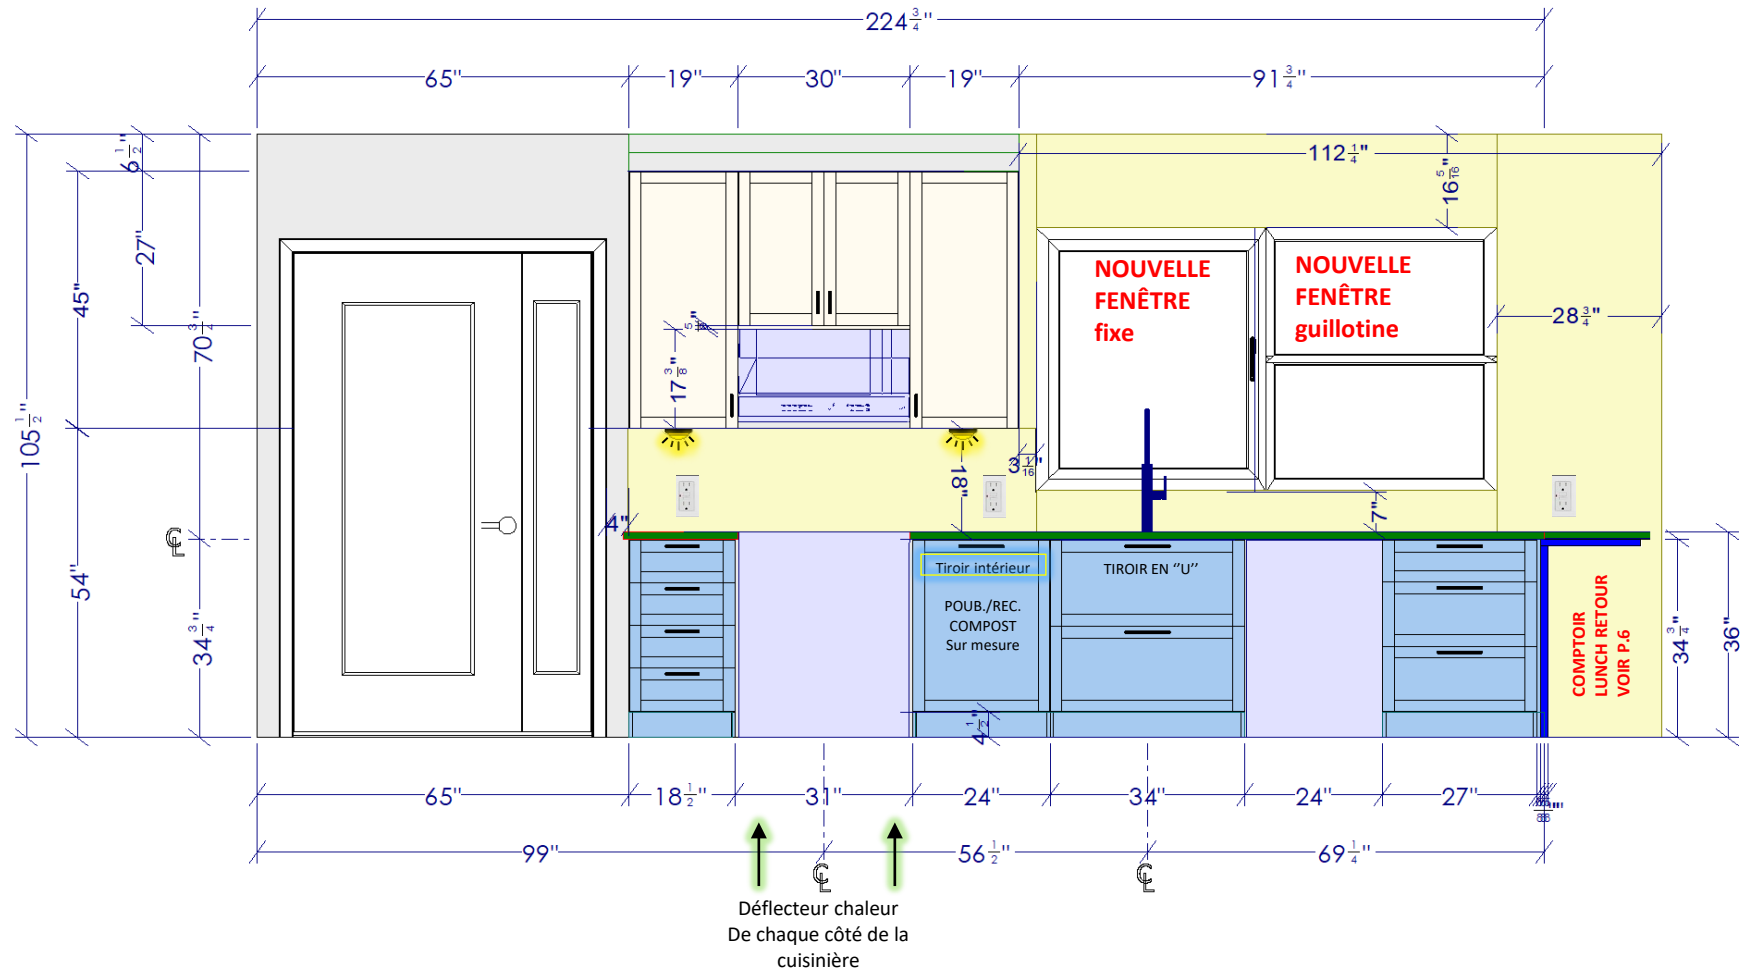 224 3/4"
65"
19"
30"
19"
91 3/4"
6 1/2"
112 1/4"
16 5/16"
27"
45"
70 3/4"
NOUVELLE
FENÊTRE
fixe
NOUVELLE
FENÊTRE
guillotine
28 3/4"
17 3/8"
105 1/2"
3 1/16"
18"
7"
4"
CL
54"
34 3/4"
Tiroir intérieur
TIROIR EN ‘’U’’
POUB./REC.
COMPOST
Sur mesure
COMPTOIR
LUNCH RETOUR
VOIR P.6
34 3/4"
36"
4 1/2"
65"
18 1/2"
31"
24"
34"
24"
27"
99"
56 1/2"
69 1/4"
CL
CL
Déflecteur chaleur
De chaque côté de la
cuisinière